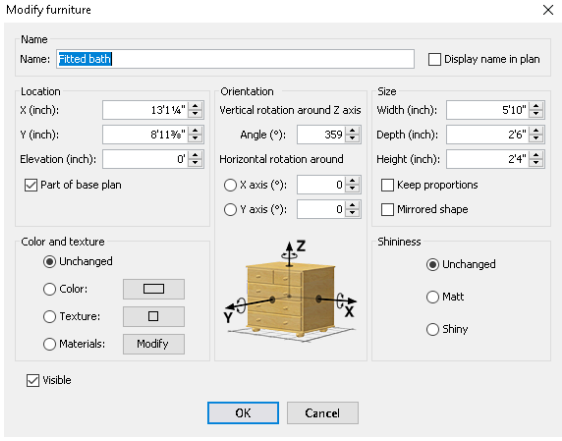 Modify furniture
Name
Name: Fitted bath Display name in plan
Location Orientation Size
X (inch): 13'1¼" Vertical rotation around Z axis Width (inch): 5'10"
Y (inch): 8'11⅜" Angle (°): 359 Depth (inch): 2'6"
Elevation (inch): 0' Horizontal rotation around Height (inch): 2'4"
Part of base plan X axis (°): 0 Keep proportions
Y axis (°): 0 Mirrored shape
Color and texture Shininess
Unchanged Z Unchanged
Color: Matt
Texture: Y X Shiny
Materials: Modify
Visible
OK Cancel